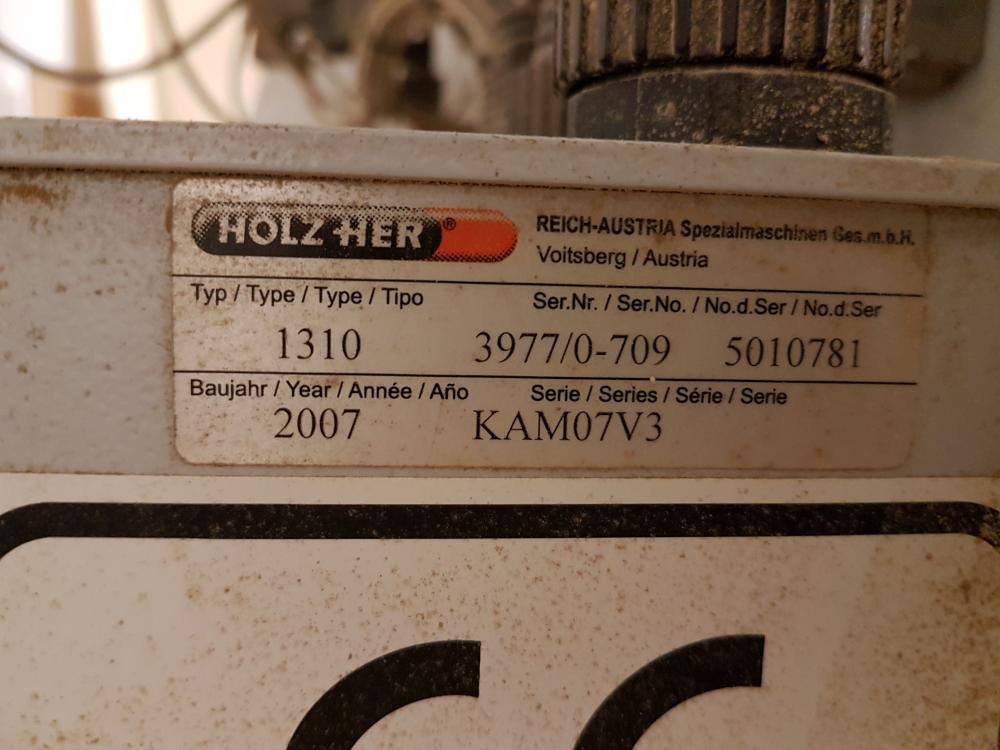 HOLZ-HER®
REICH-AUSTRIA Spezialmaschinen Ges.m.b.H.
Voitsberg / Austria
Typ / Type / Type / Tipo
Ser.Nr. / Ser.No. / No.d.Ser / No.d.Ser
1310
3977/0-709 5010781
Baujahr / Year / Année / Año
Serie / Series / Série / Serie
2007
KAM07V3
CE